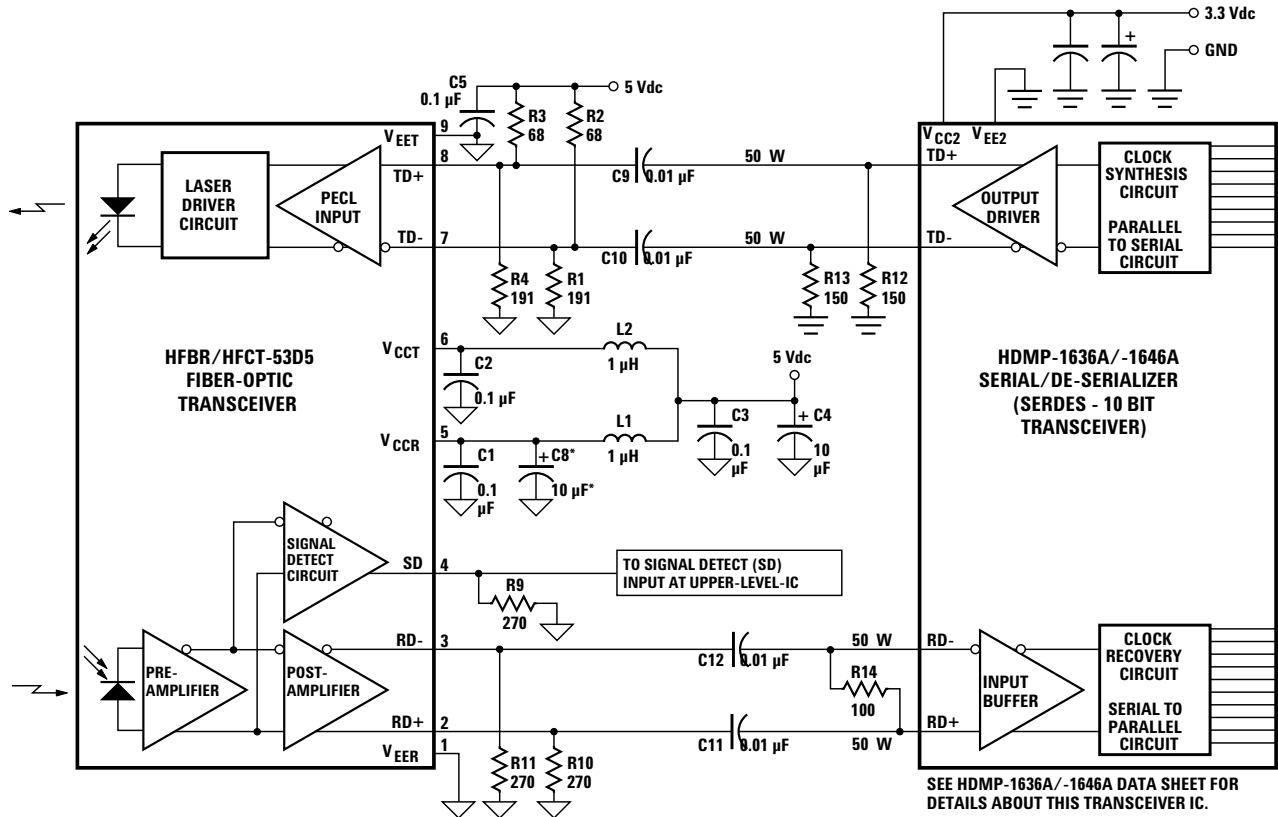 3.3 Vdc
GND
C5
0.1 µF
5 Vdc
R3
68
R2
68
9
VEET
VCC2
VEE2
8
TD+
C9
0.01 µF
50 W
TD+
LASER
DRIVER
CIRCUIT
PECL
INPUT
OUTPUT
DRIVER
CLOCK
SYNTHESIS
CIRCUIT
PARALLEL
TO SERIAL
CIRCUIT
TD-
7
C10
0.01 µF
50 W
TD-
R4
191
R1
191
R13
150
R12
150
HFBR/HFCT-53D5
FIBER-OPTIC
TRANSCEIVER
VCCT
6
L2
1 µH
C2
0.1 µF
5 Vdc
HDMP-1636A/-1646A
SERIAL/DE-SERIALIZER
(SERDES - 10 BIT
TRANSCEIVER)
VCCR
5
L1
1 µH
C3
0.1
µF
+ C4
10
µF
C1
0.1
µF
+ C8*
10 µF*
SIGNAL
DETECT
CIRCUIT
SD
4
R9
270
TO SIGNAL DETECT (SD)
INPUT AT UPPER-LEVEL-IC
RD-
3
C12
0.01 µF
50 W
RD-
PRE-
AMPLIFIER
POST-
AMPLIFIER
R14
100
INPUT
BUFFER
CLOCK
RECOVERY
CIRCUIT
SERIAL TO
PARALLEL
CIRCUIT
RD+
2
C11
0.01 µF
50 W
RD+
VEER
1
R11
270
R10
270
SEE HDMP-1636A/-1646A DATA SHEET FOR
DETAILS ABOUT THIS TRANSCEIVER IC.